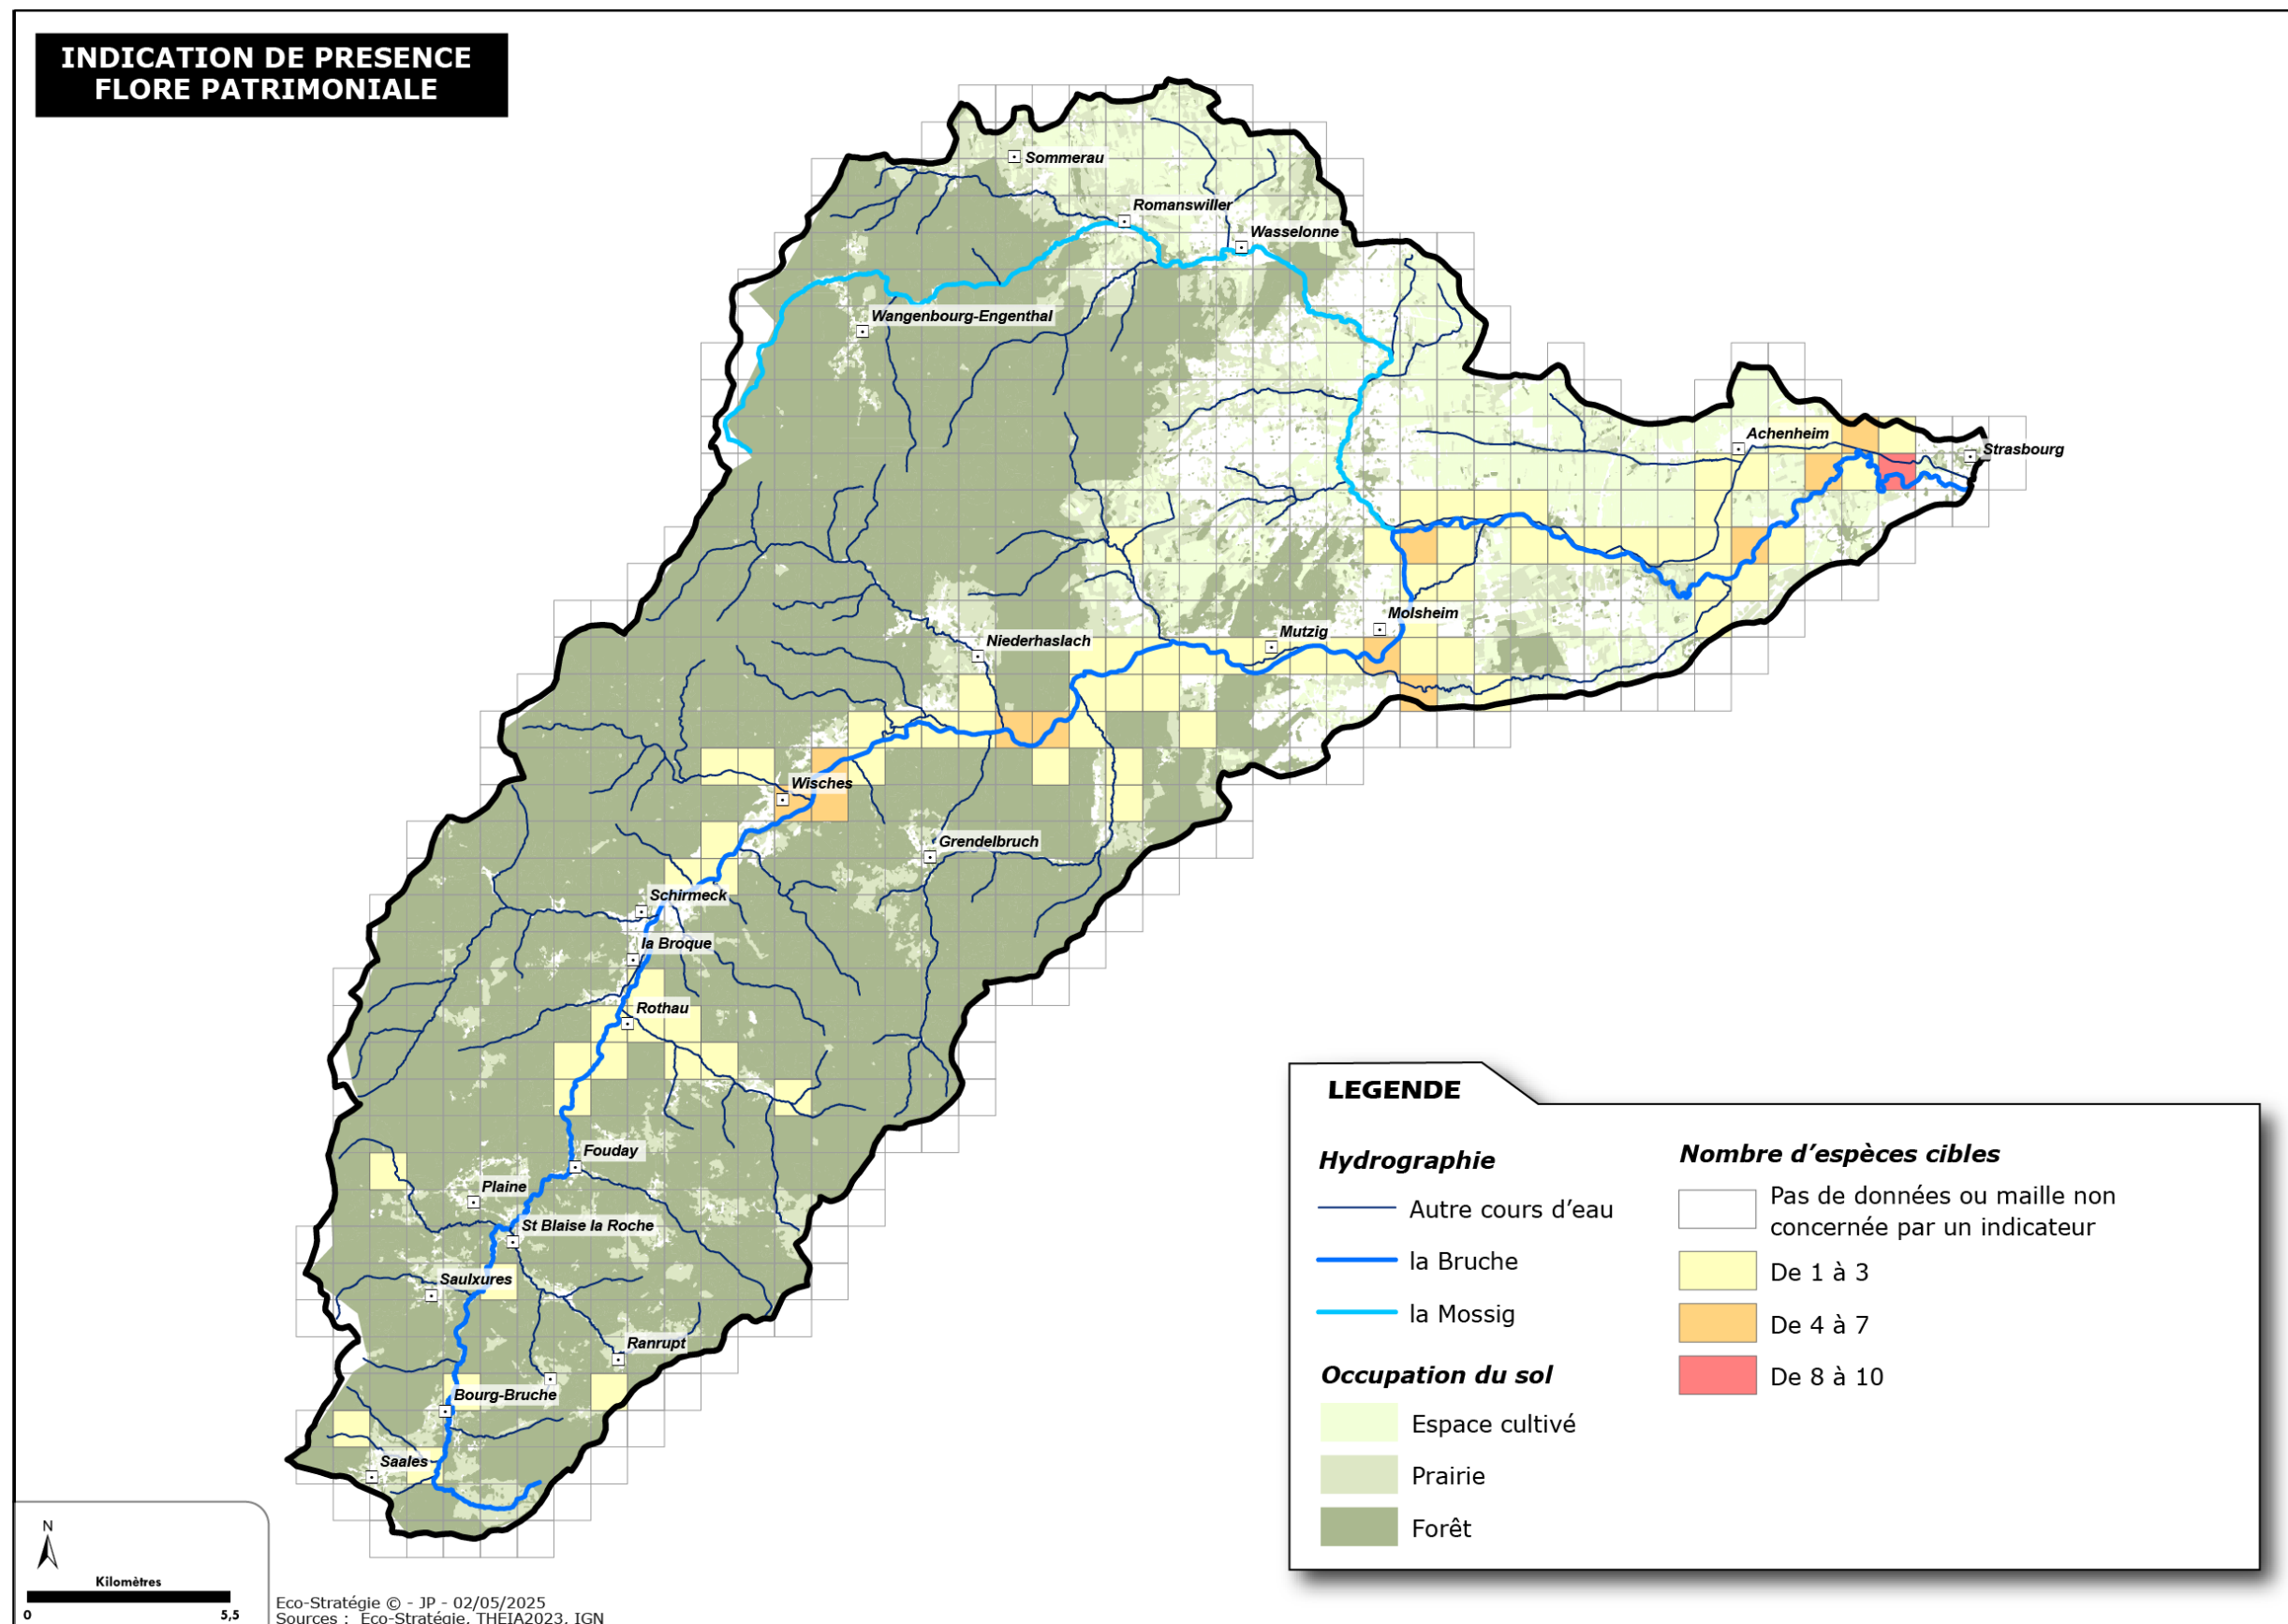 INDICATION DE PRESENCE
FLORE PATRIMONIALE
Sommerau
Romanswiller
Wasselonne
Wangenbourg-Engenthal
Achenheim
Strasbourg
Molsheim
Mutzig
Niederhaslach
Wisches
Grendelbruch
Schirmeck
la Broque
Rothau
Fouday
Plaine
St Blaise la Roche
Saulxures
Ranrupt
Bourg-Bruche
Saales
LEGENDE
Hydrographie
Autre cours d’eau
la Bruche
la Mossig
Occupation du sol
Espace cultivé
Prairie
Forêt
Nombre d’espèces cibles
Pas de données ou maille non
concernée par un indicateur
De 1 à 3
De 4 à 7
De 8 à 10
N
Kilomètres
0 5,5
Eco-Stratégie © - JP - 02/05/2025
Sources : Eco-Stratégie, THEIA2023, IGN